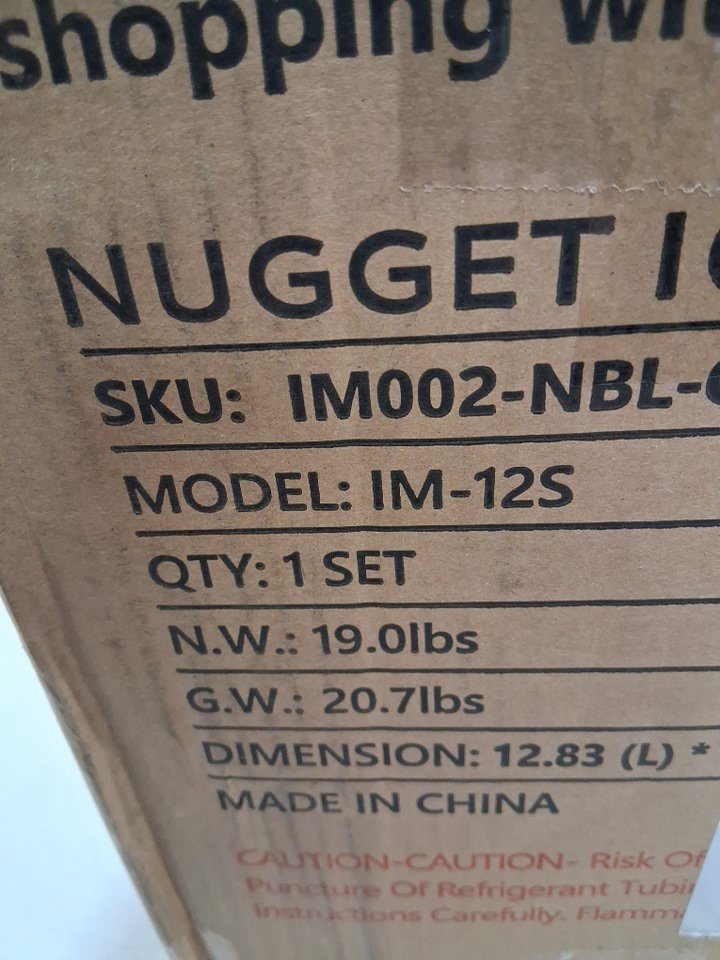 shopping
NUGGET
SKU: IM002-NBL-
MODEL: IM-12S
QTY: 1 SET
N.W.: 19.0lbs
G.W.: 20.7lbs
DIMENSION: 12.83 (L) *
MADE IN CHINA
CAUTION-CAUTION- Risk Of
Puncture Of Refrigerant
Instructions Carefully.